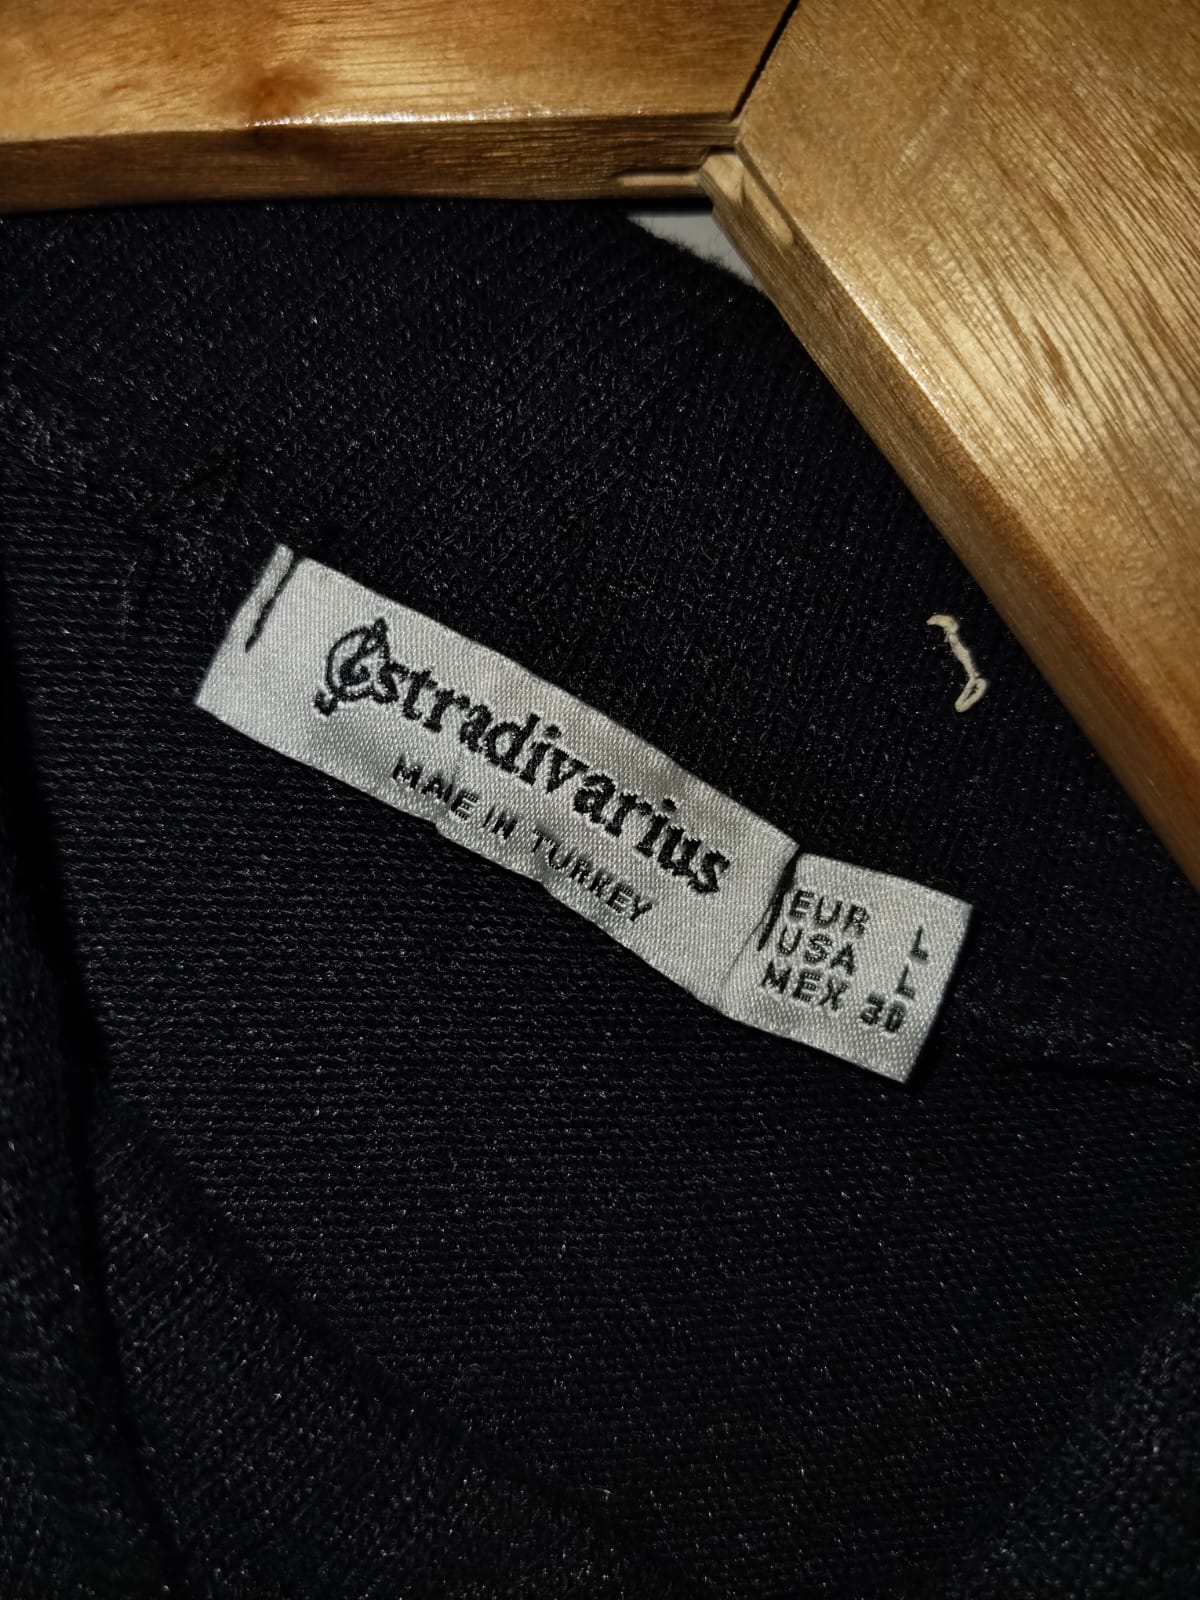 stradivarius
MADE IN TURKEY
EUR L
USA L
MEX 30